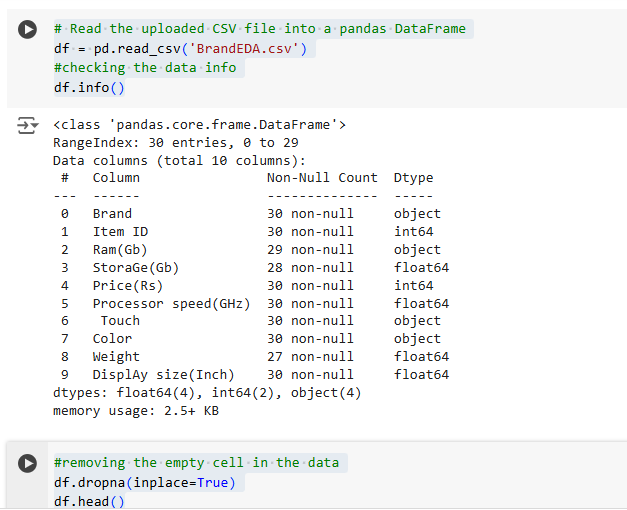 # Read the uploaded CSV file into a pandas DataFrame
df = pd.read_csv('BrandEDA.csv')
#checking the data info
df.info()
<class 'pandas.core.frame.DataFrame'>
RangeIndex: 30 entries, 0 to 29
Data columns (total 10 columns):
 #   Column                Non-Null Count  Dtype
---  ------                --------------  -----
 0   Brand                 30 non-null     object
 1   Item ID               30 non-null     int64
 2   Ram(Gb)               29 non-null     object
 3   StoraGe(Gb)           28 non-null     float64
 4   Price(Rs)             30 non-null     int64
 5   Processor speed(GHz)  30 non-null     float64
 6    Touch                30 non-null     object
 7   Color                 30 non-null     object
 8   Weight                27 non-null     float64
 9   DisplAy size(Inch)    30 non-null     float64
dtypes: float64(4), int64(2), object(4)
memory usage: 2.5+ KB
#removing the empty cell in the data
df.dropna(inplace=True)
df.head()